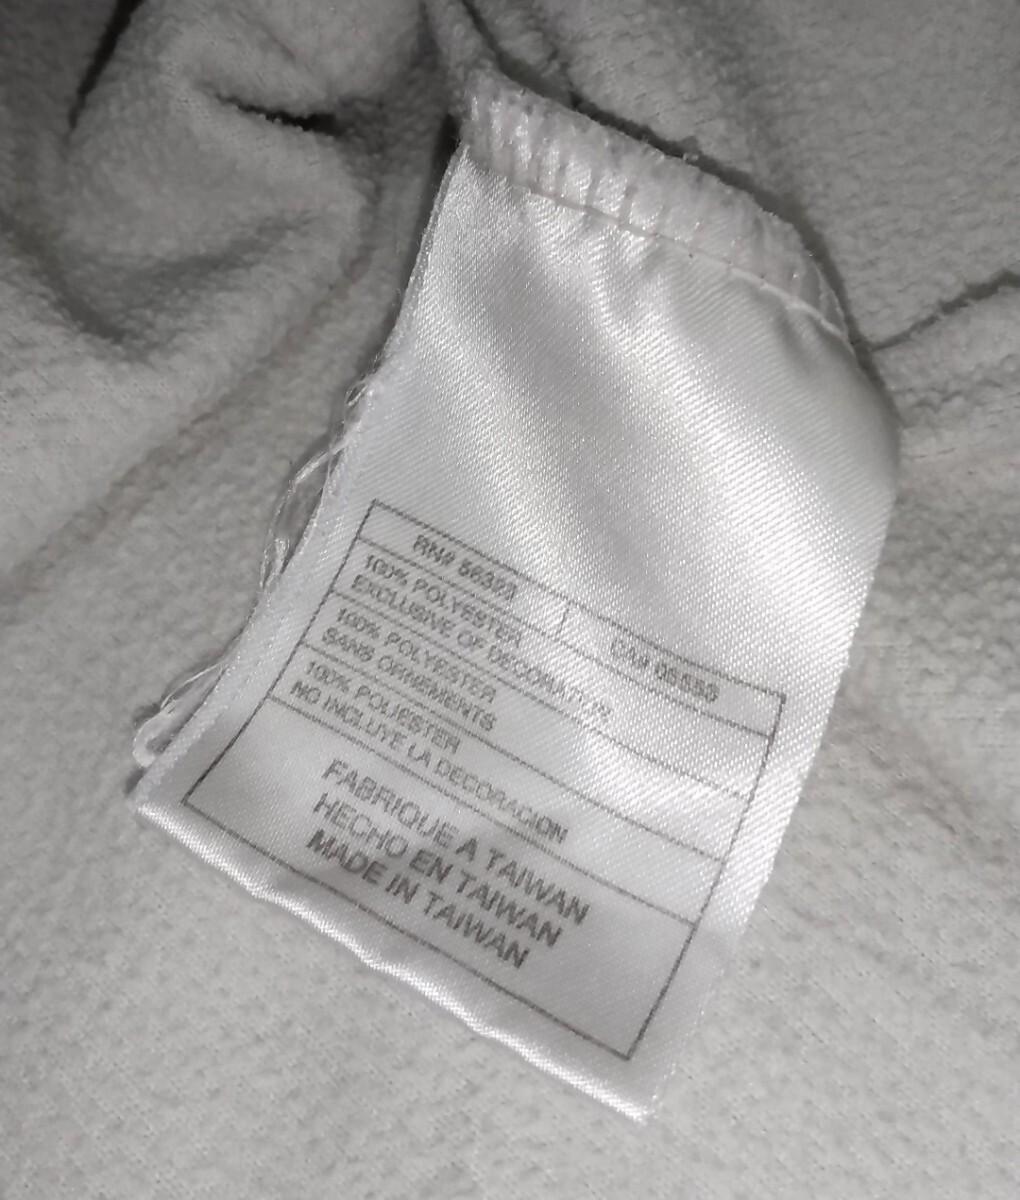 RN# 56323 CA# 05553
100% POLYESTER
EXCLUSIVE OF DECORATION
100% POLYESTER
SANS ORNEMENTS
100% POLIESTER
NO INCLUYE LA DECORACION
FABRIQUE A TAIWAN
HECHO EN TAIWAN
MADE IN TAIWAN